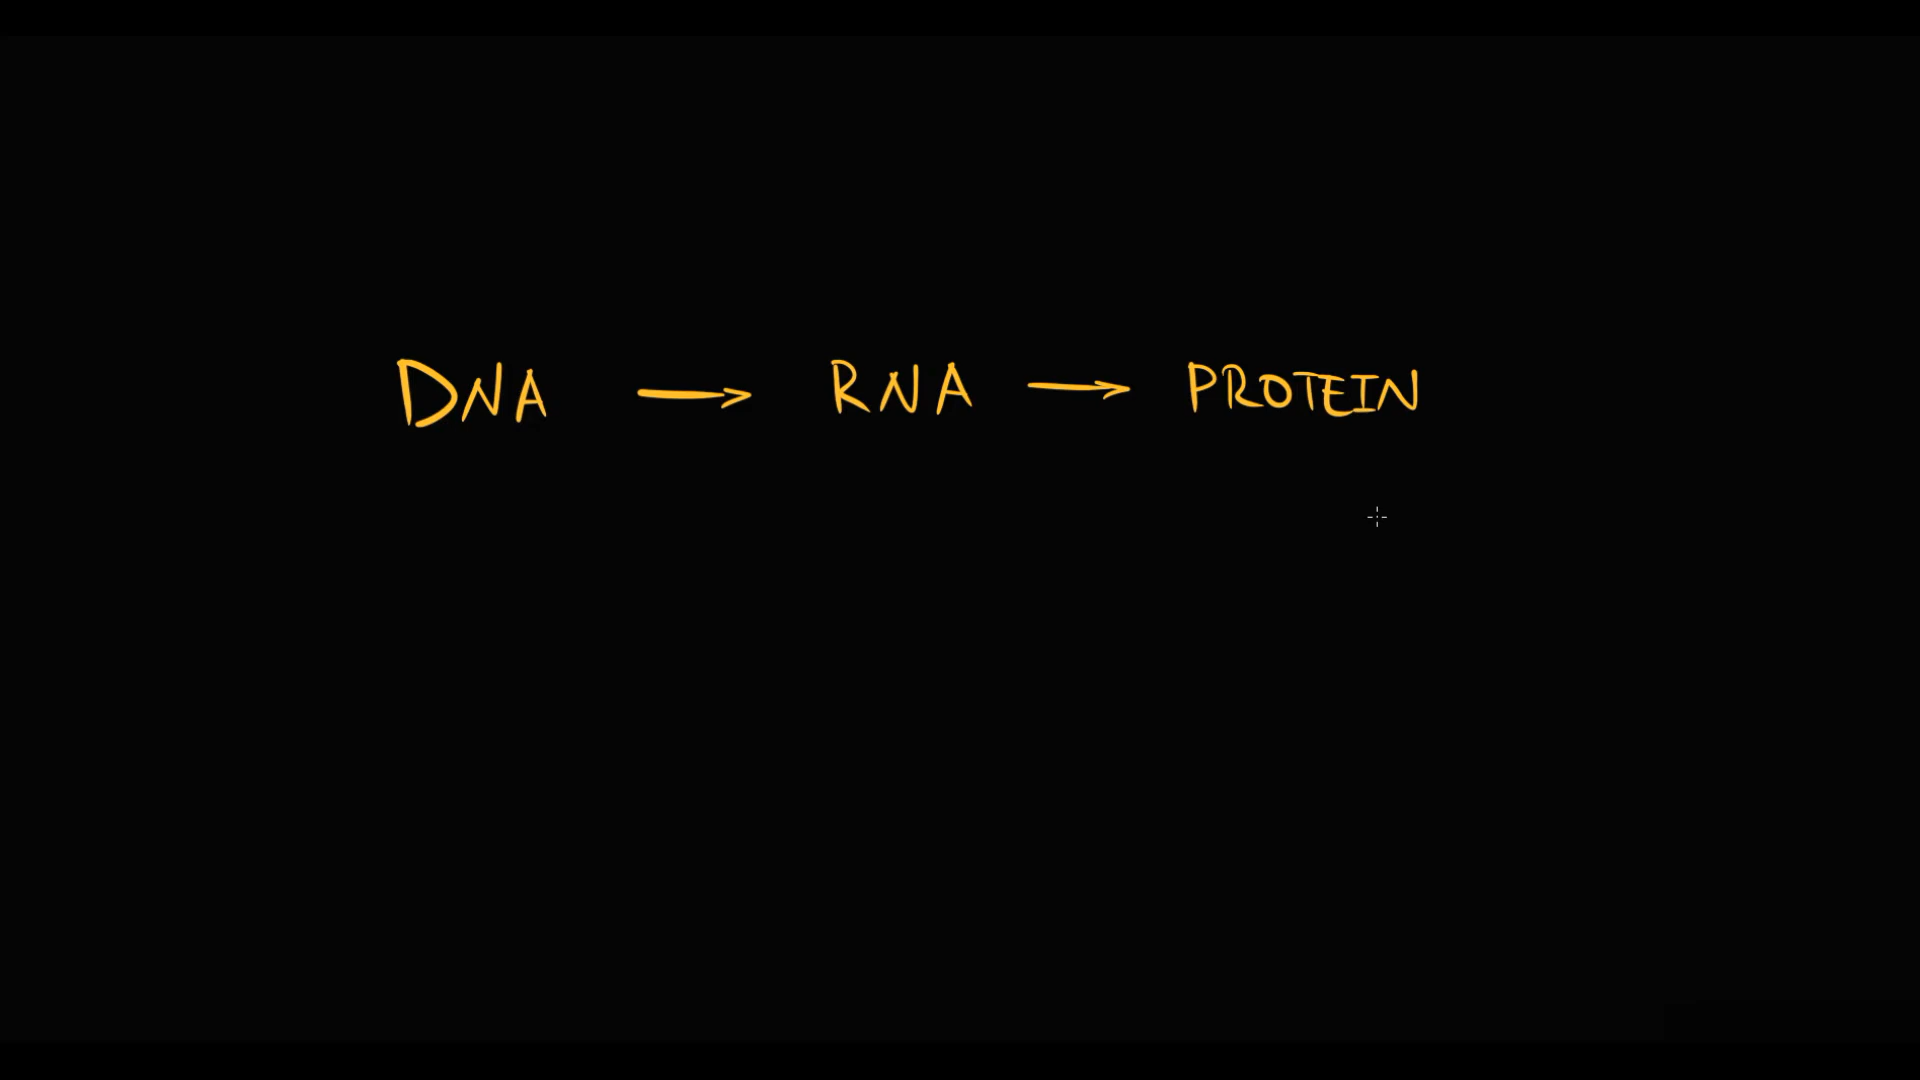 DNA → RNA → PROTEIN